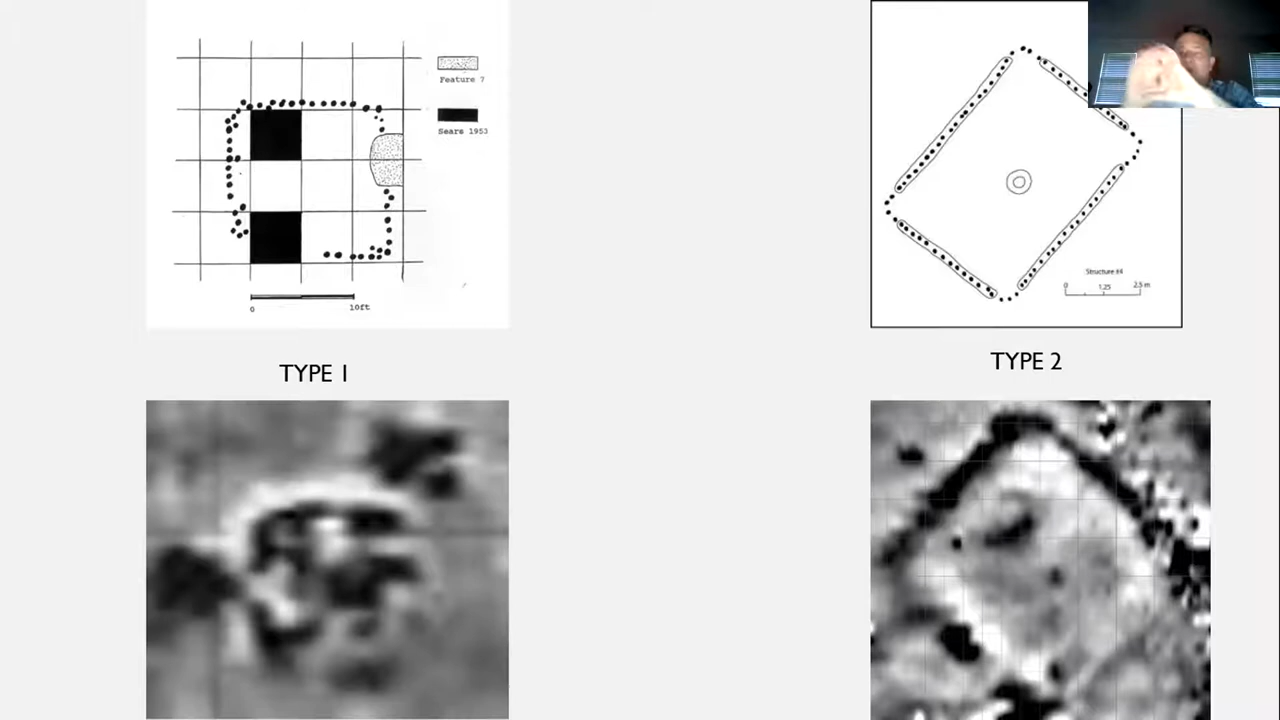 Feature 7
Sears 1953
0 10ft
Structure #4
0 1.25 2.5 m
TYPE 1
TYPE 2